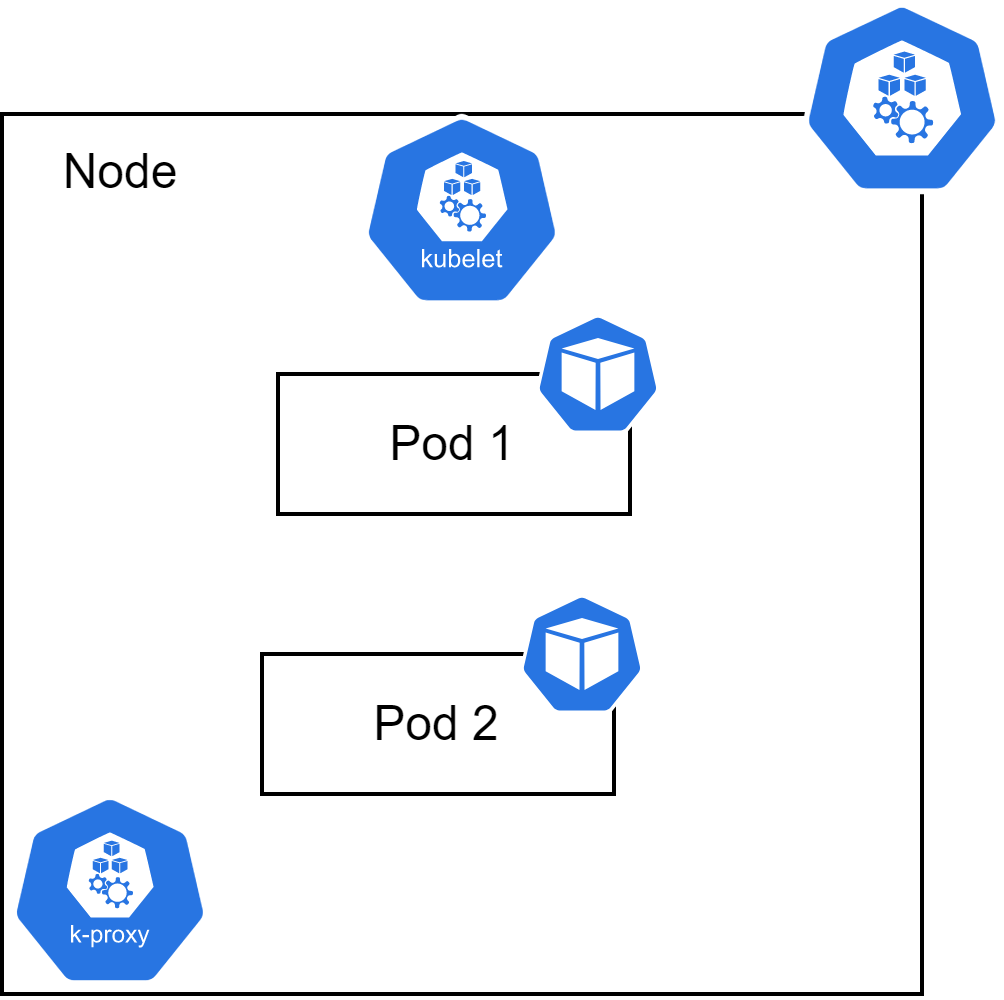 Node
kubelet
Pod 1
Pod 2
k-proxy